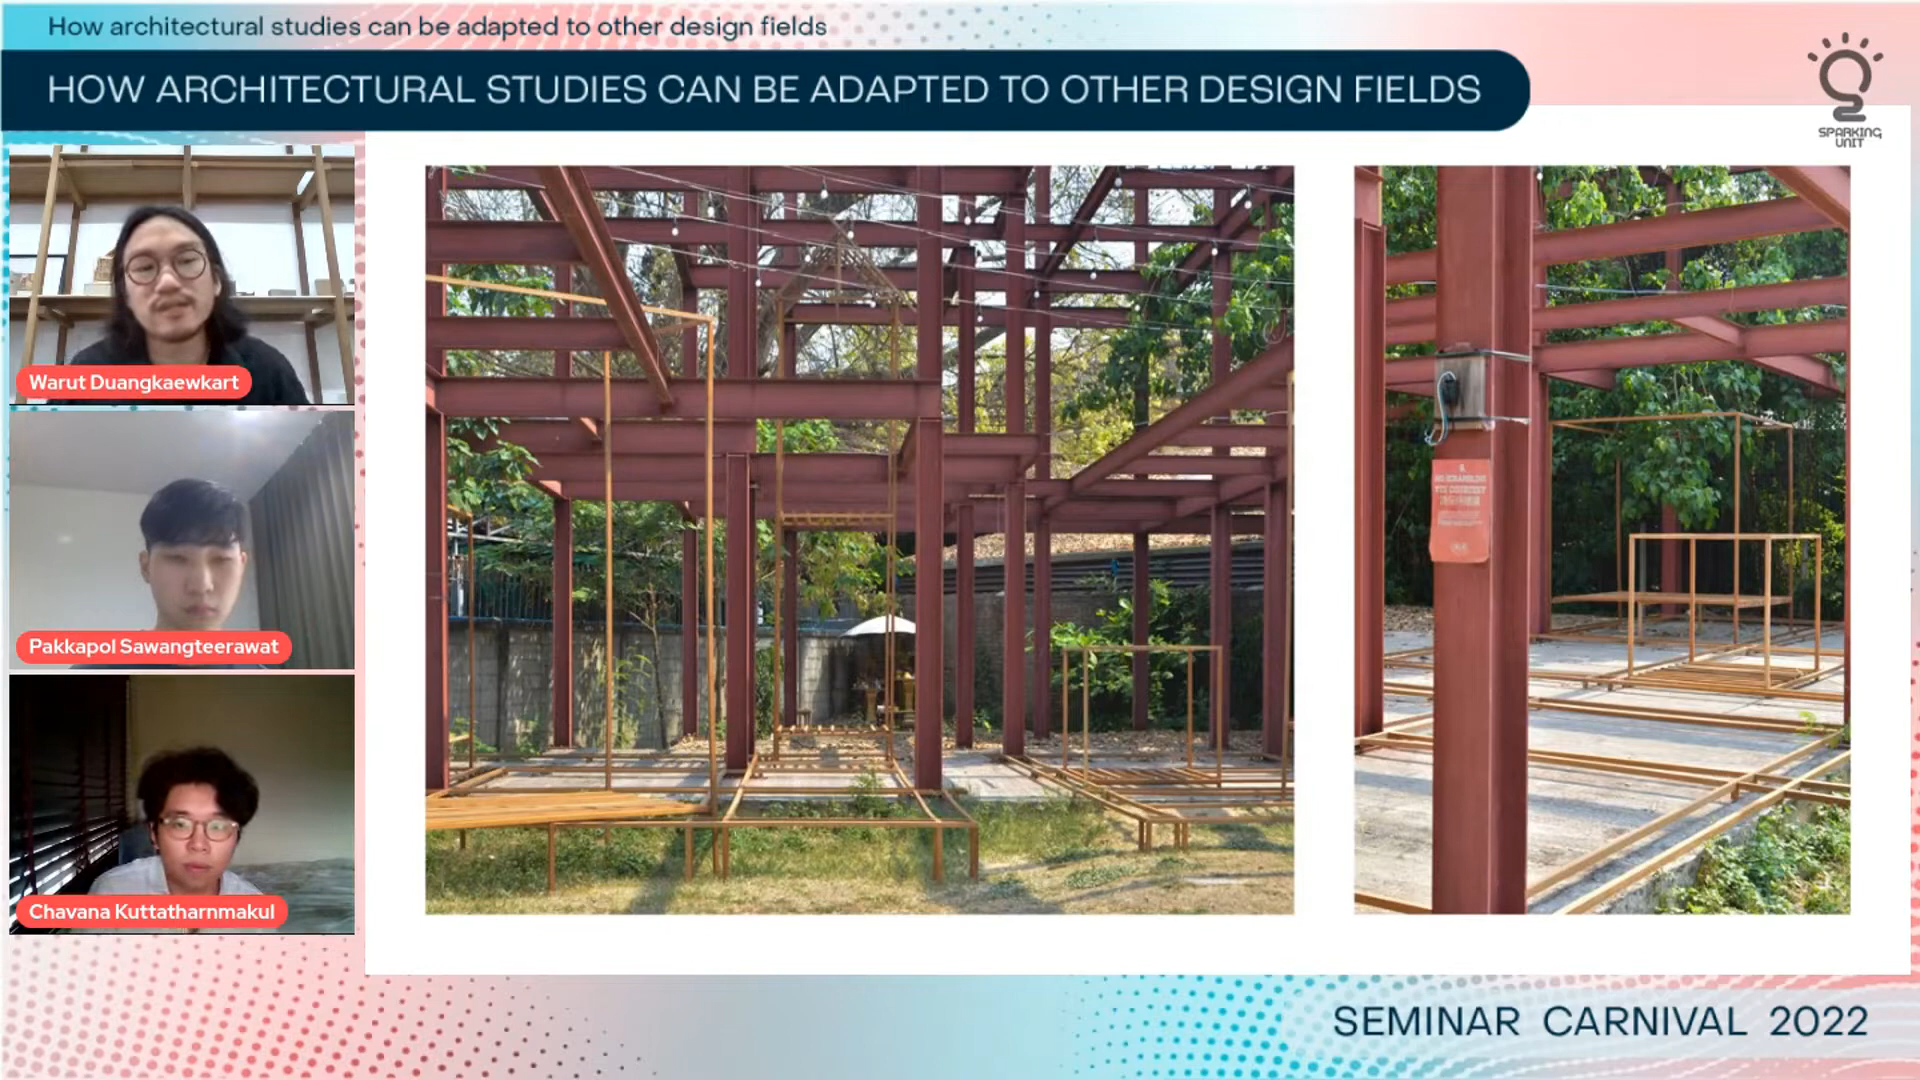 How architectural studies can be adapted to other design fields
HOW ARCHITECTURAL STUDIES CAN BE ADAPTED TO OTHER DESIGN FIELDS
SPARKING
UNIT
Warut Duangkaewkart
Pakkapol Sawangteerawat
Chavana Kuttatharnmakul
SEMINAR CARNIVAL 2022